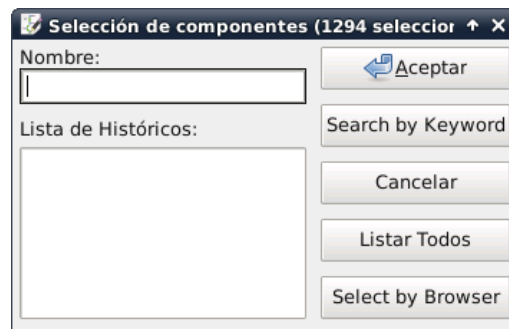 Selección de componentes (1294 seleccior
Nombre:
Aceptar
Search by Keyword
Lista de Históricos:
Cancelar
Listar Todos
Select by Browser